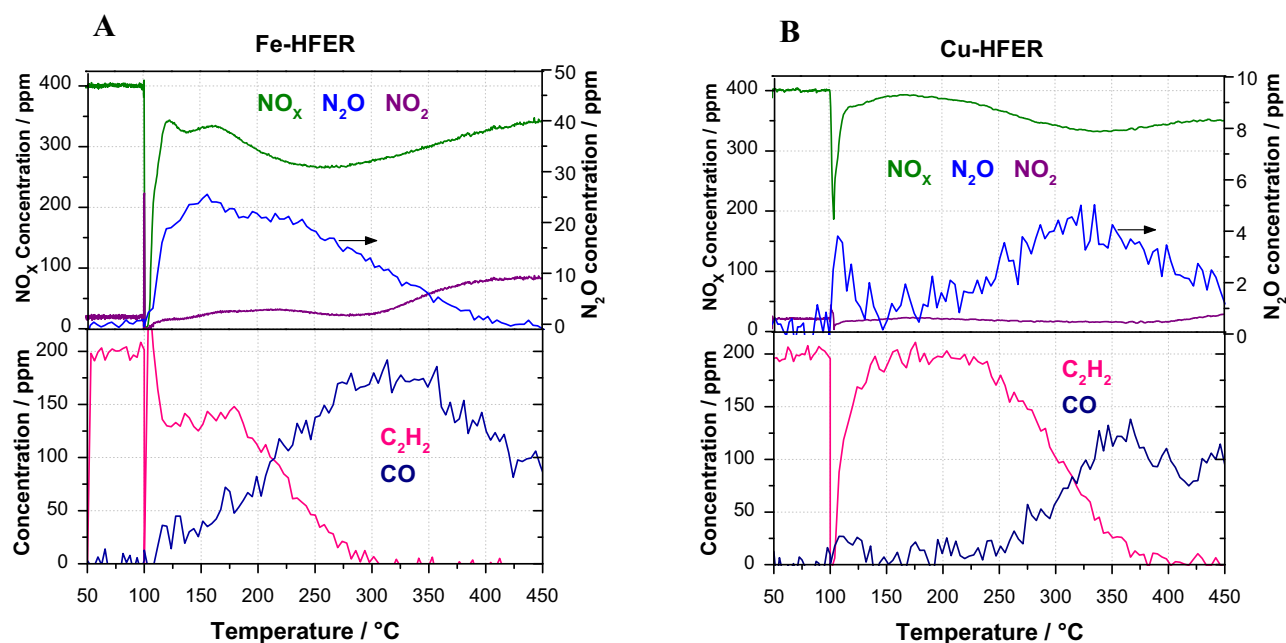 A
Fe-HFER
NOX Concentration / ppm
400
300
200
100
0
NOX N2O NO2
50
40
30
20
10
0
N2O concentration / ppm
Concentration / ppm
200
150
100
50
0
C2H2
CO
50 100 150 200 250 300 350 400 450
Temperature / °C
B
Cu-HFER
NOX Concentration / ppm
400
300
200
100
0
NOX N2O NO2
10
8
6
4
2
0
N2O concentration / ppm
Concentration / ppm
200
150
100
50
0
C2H2
CO
50 100 150 200 250 300 350 400 450
Temperature / °C